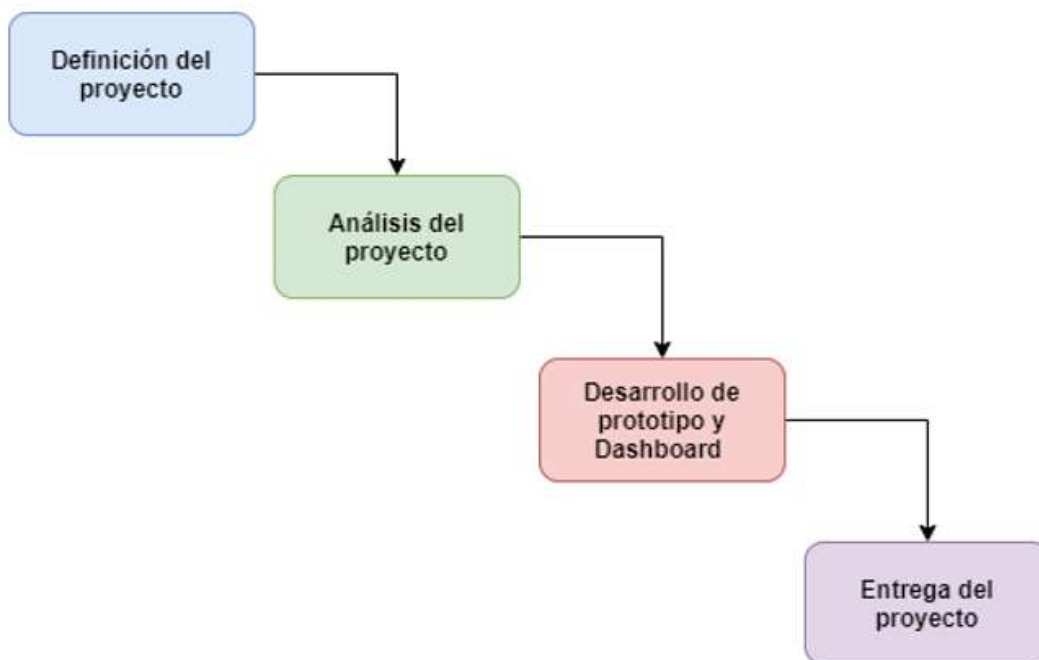 Definición del
proyecto
Análisis del
proyecto
Desarrollo de
prototipo y
Dashboard
Entrega del
proyecto